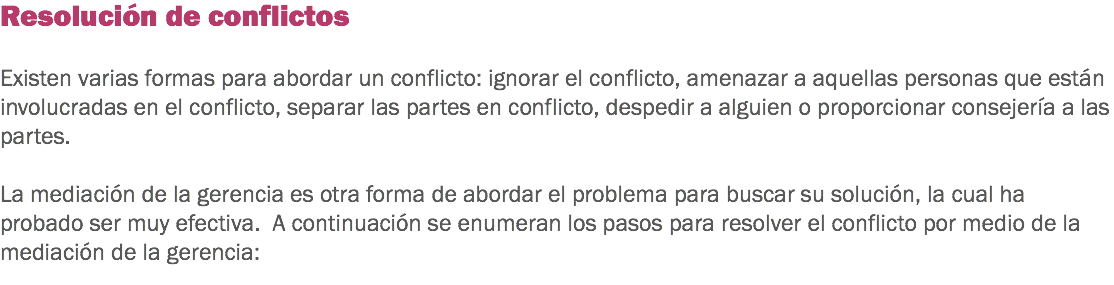 Resolución de conflictos
Existen varias formas para abordar un conflicto: ignorar el conflicto, amenazar a aquellas personas que están
involucradas en el conflicto, separar las partes en conflicto, despedir a alguien o proporcionar consejería a las
partes.
La mediación de la gerencia es otra forma de abordar el problema para buscar su solución, la cual ha
probado ser muy efectiva.  A continuación se enumeran los pasos para resolver el conflicto por medio de la
mediación de la gerencia: